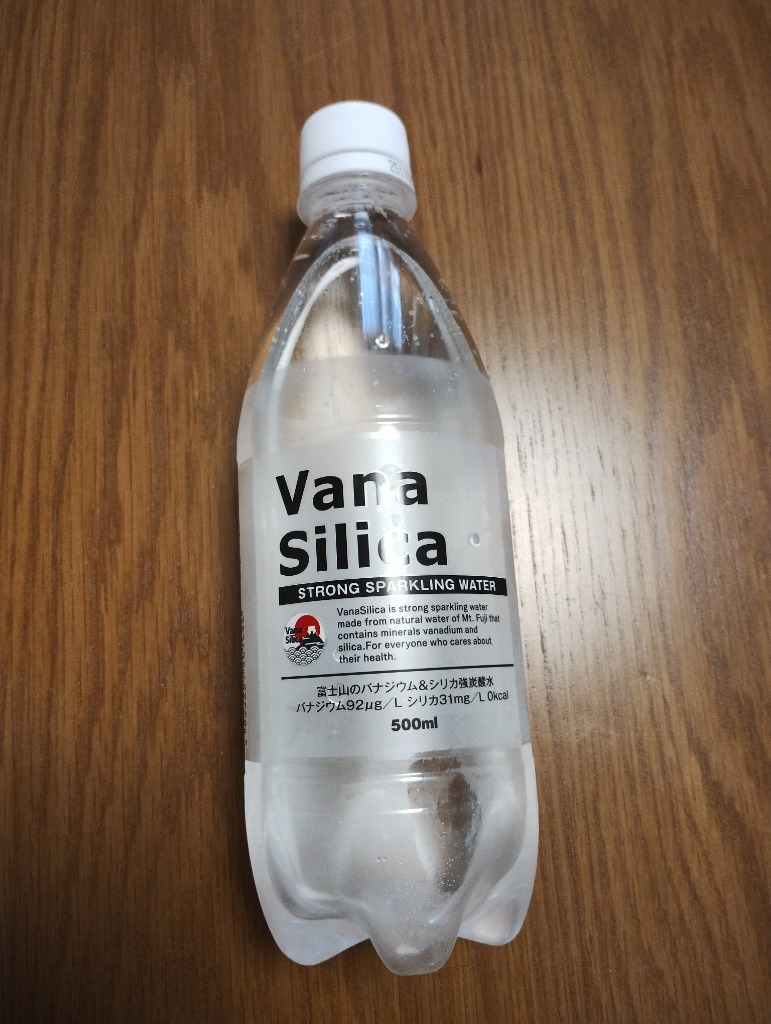 Vana
Silica
STRONG SPARKLING WATER
VanaSilica is strong sparkling water
made from natural water of Mt. Fuji that
contains minerals vanadium and
silica.For everyone who cares about
their health.
Vana
Silica
富士山のバナジウム&シリカ強炭酸水
バナジウム92μg/L シリカ31mg/L 0kcal
500ml